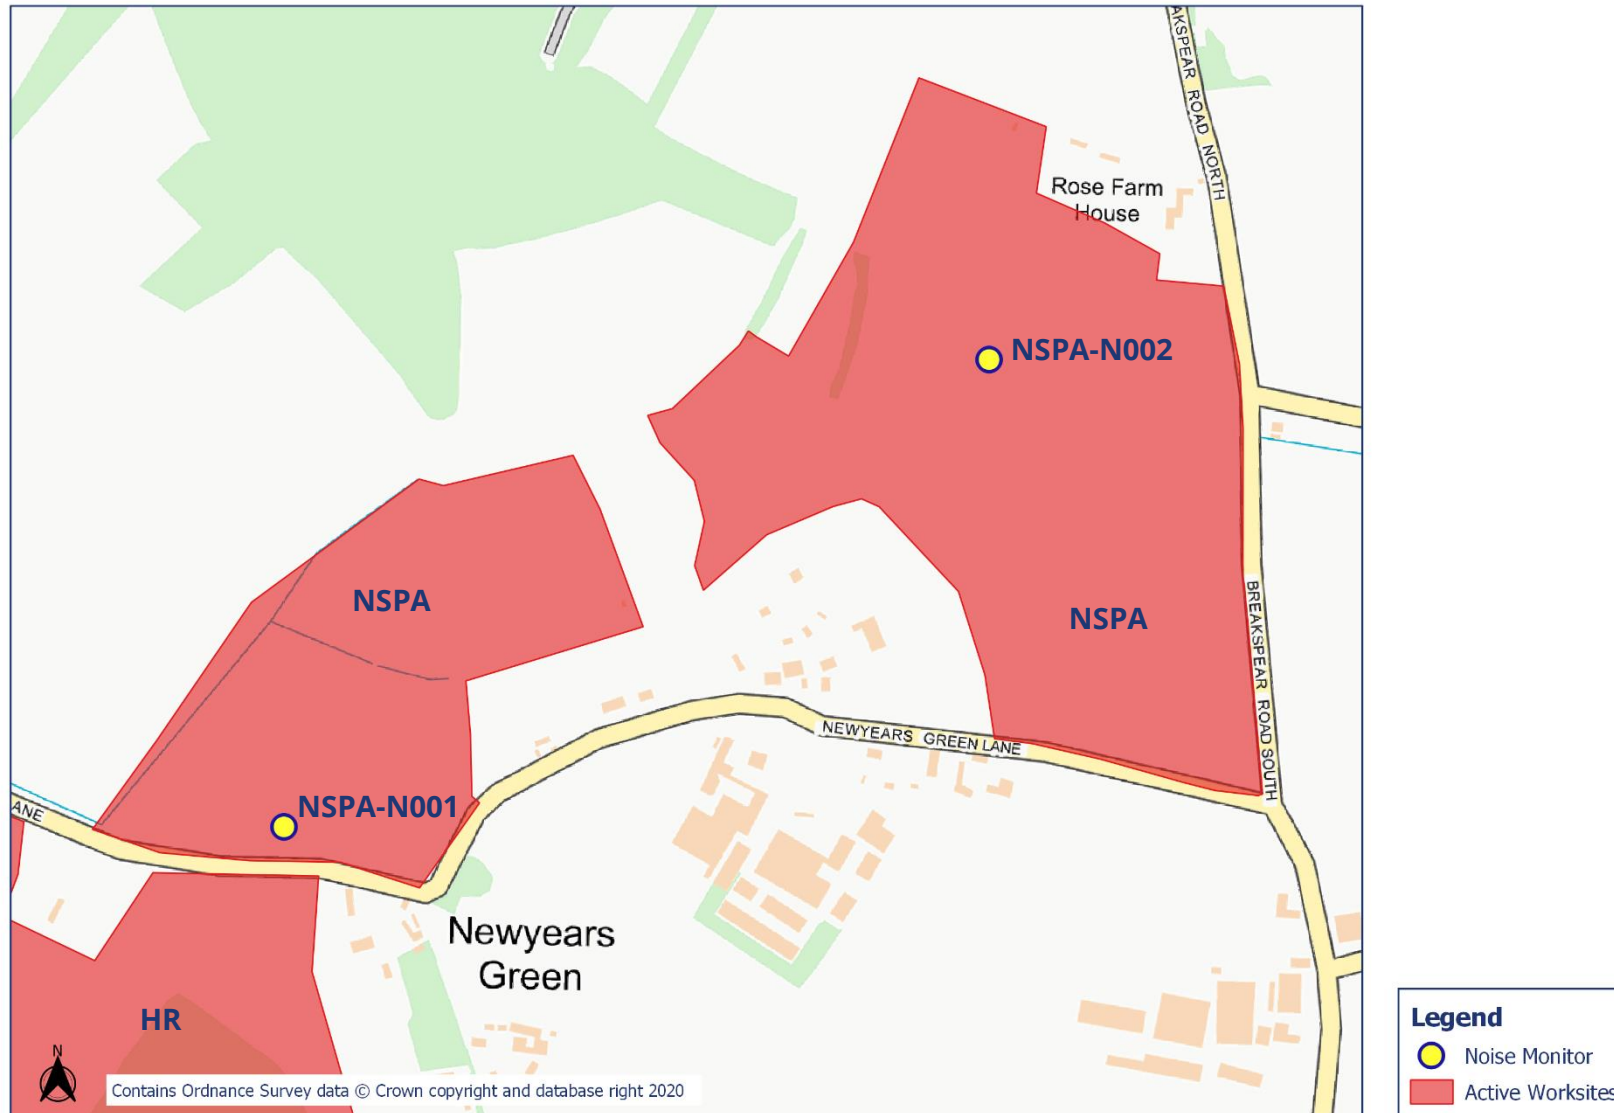 AKSPEAR ROAD NORTH
Rose Farm
House
NSPA-N002
NSPA
NSPA
BREAKSPEAR ROAD SOUTH
NEWYEARS GREEN LANE
NSPA-N001
ANE
Newyears
Green
HR
N
Contains Ordnance Survey data © Crown copyright and database right 2020
Legend
Noise Monitor
Active Worksites